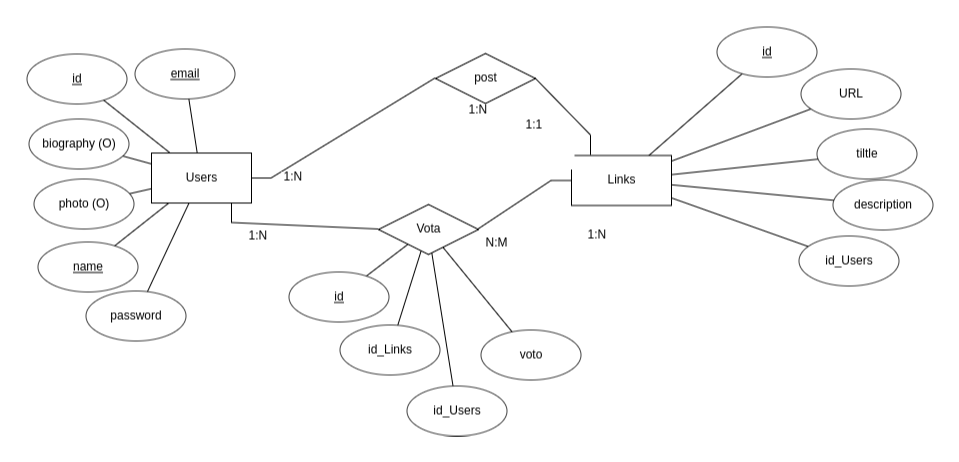 id
email
biography (O)
photo (O)
name
password
Users
1:N
1:N
post
1:N
1:1
Vota
N:M
id
id_Links
id_Users
voto
Links
1:N
id
URL
tiltle
description
id_Users